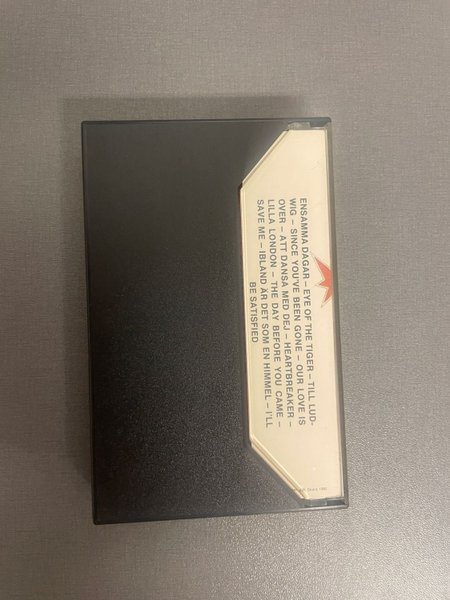 ENSAMMA DAGAR – EYE OF THE TIGER – TILL LUD-
WIG – SINCE YOU'VE BEEN GONE – OUR LOVE IS
OVER – ATT DANSA MED DEJ – HEARTBREAKER –
LILLA LONDON – THE DAY BEFORE YOU CAME –
SAVE ME – IBLAND ÄR DET SOM EN HIMMEL – I'LL
BE SATISFIED